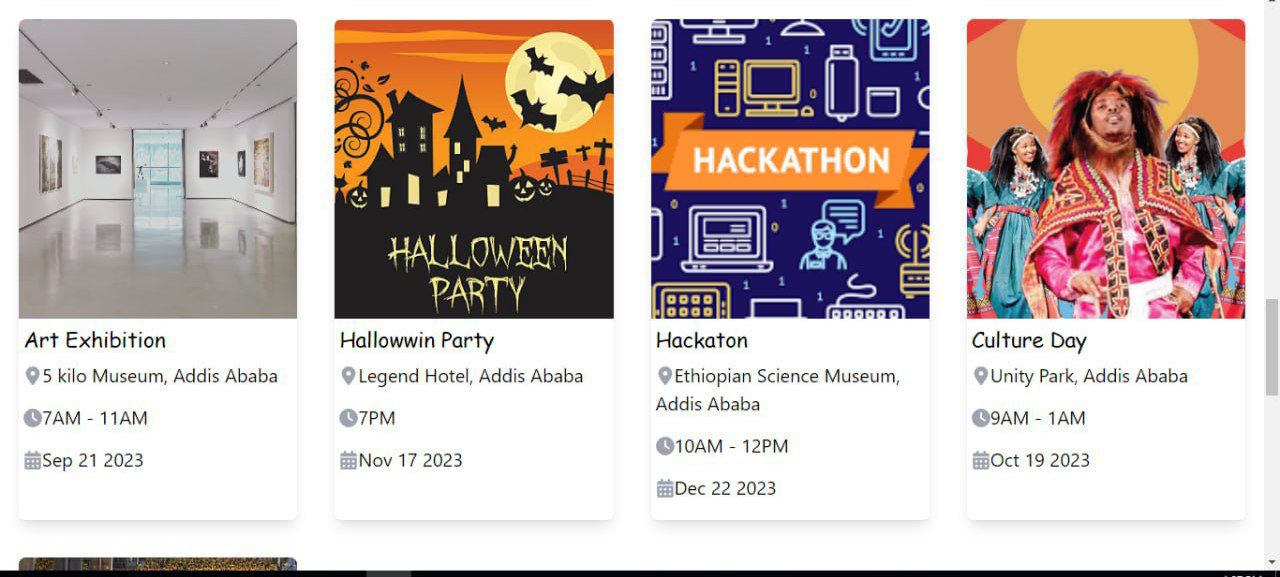 HALLOWEEN
PARTY
HACKATHON
Art Exhibition
5 kilo Museum, Addis Ababa
7AM - 11AM
Sep 21 2023
Hallowwin Party
Legend Hotel, Addis Ababa
7PM
Nov 17 2023
Hackaton
Ethiopian Science Museum,
Addis Ababa
10AM - 12PM
Dec 22 2023
Culture Day
Unity Park, Addis Ababa
9AM - 1AM
Oct 19 2023